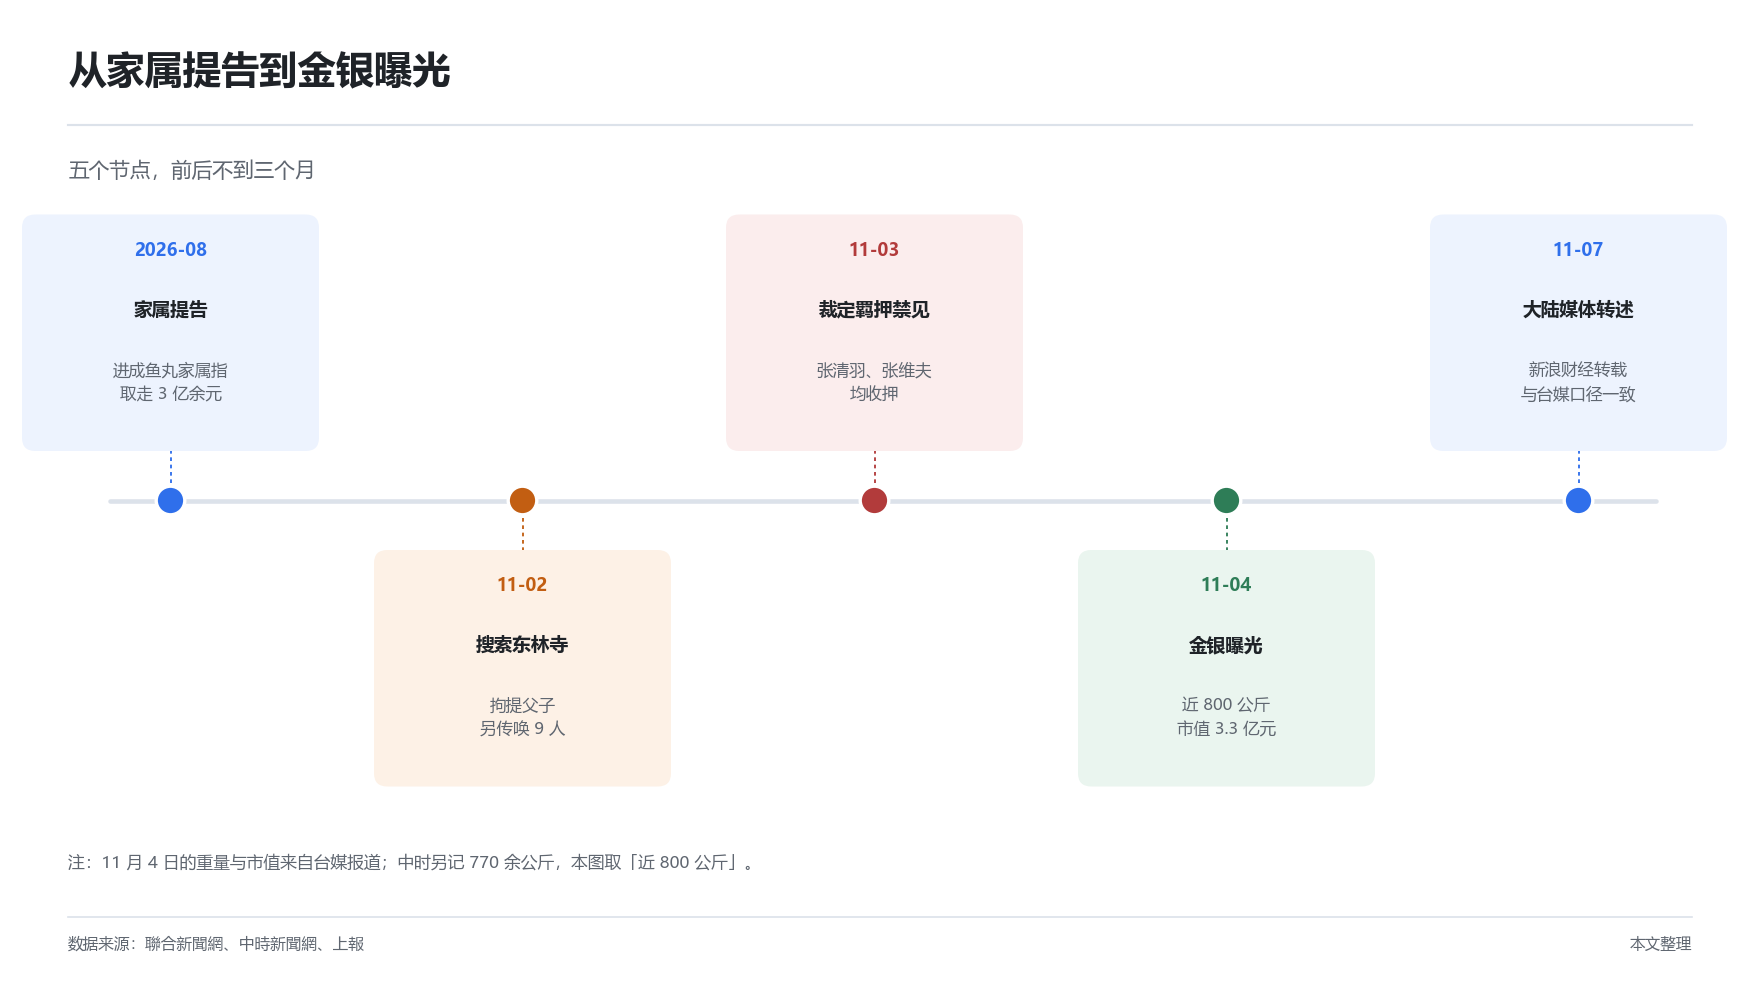 从家属提告到金银曝光
五个节点，前后不到三个月
2026-08
家属提告
进成鱼丸家属指
取走 3 亿余元
11-02
搜索东林寺
拘提父子
另传唤 9 人
11-03
裁定羁押禁见
张清羽、张维夫
均收押
11-04
金银曝光
近 800 公斤
市值 3.3 亿元
11-07
大陆媒体转述
新浪财经转载
与台媒口径一致
注：11 月 4 日的重量与市值来自台媒报道；中时另记 770 余公斤，本图取「近 800 公斤」。
数据来源：聯合新聞網、中時新聞網、上報
本文整理